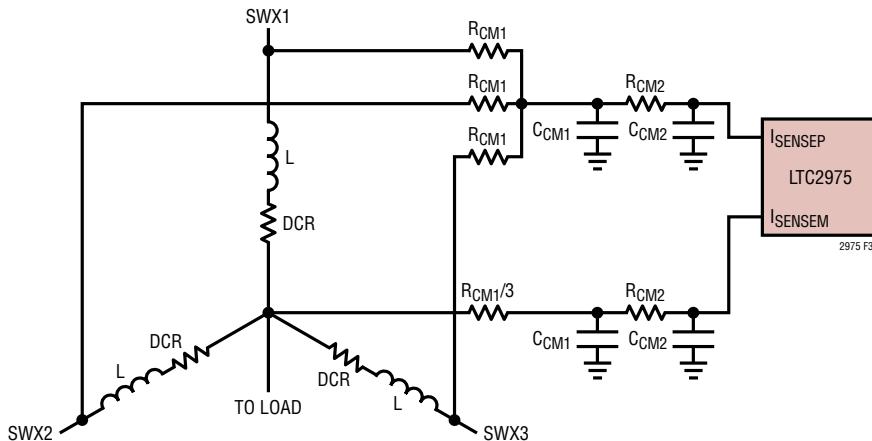 SWX1
RCM1
RCM1
RCM2
RCM1
CCM1
CCM2
ISENSEP
L
LTC2975
DCR
ISENSEM
2975 F3
RCM1/3
RCM2
DCR
CCM1
CCM2
L
DCR
L
TO LOAD
SWX2
SWX3